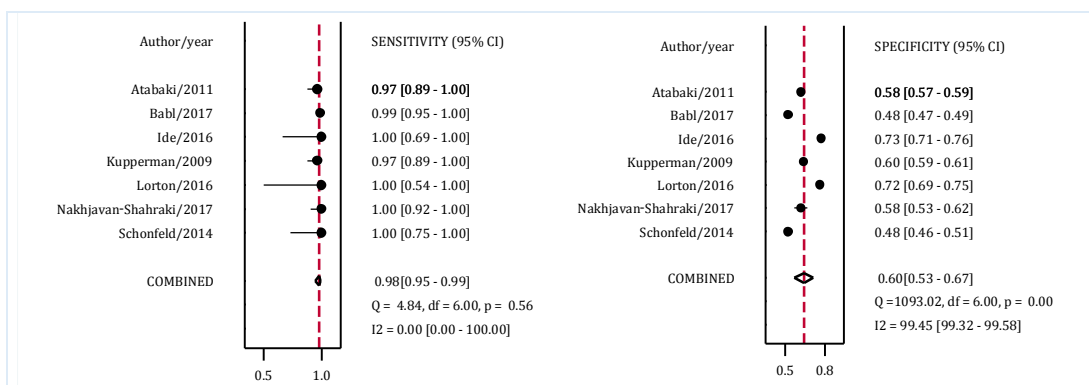 Author/year SENSITIVITY (95% CI)
Atabaki/2011 0.97 [0.89 - 1.00]
Babl/2017 0.99 [0.95 - 1.00]
Ide/2016 1.00 [0.69 - 1.00]
Kupperman/2009 0.97 [0.89 - 1.00]
Lorton/2016 1.00 [0.54 - 1.00]
Nakhjavan-Shahraki/2017 1.00 [0.92 - 1.00]
Schonfeld/2014 1.00 [0.75 - 1.00]
COMBINED 0.98[0.95 - 0.99]
Q = 4.84, df = 6.00, p = 0.56
I2 = 0.00 [0.00 - 100.00]
0.5 1.0
Author/year SPECIFICITY (95% CI)
Atabaki/2011 0.58 [0.57 - 0.59]
Babl/2017 0.48 [0.47 - 0.49]
Ide/2016 0.73 [0.71 - 0.76]
Kupperman/2009 0.60 [0.59 - 0.61]
Lorton/2016 0.72 [0.69 - 0.75]
Nakhjavan-Shahraki/2017 0.58 [0.53 - 0.62]
Schonfeld/2014 0.48 [0.46 - 0.51]
COMBINED 0.60[0.53 - 0.67]
Q =1093.02, df = 6.00, p = 0.00
I2 = 99.45 [99.32 - 99.58]
0.5 0.8